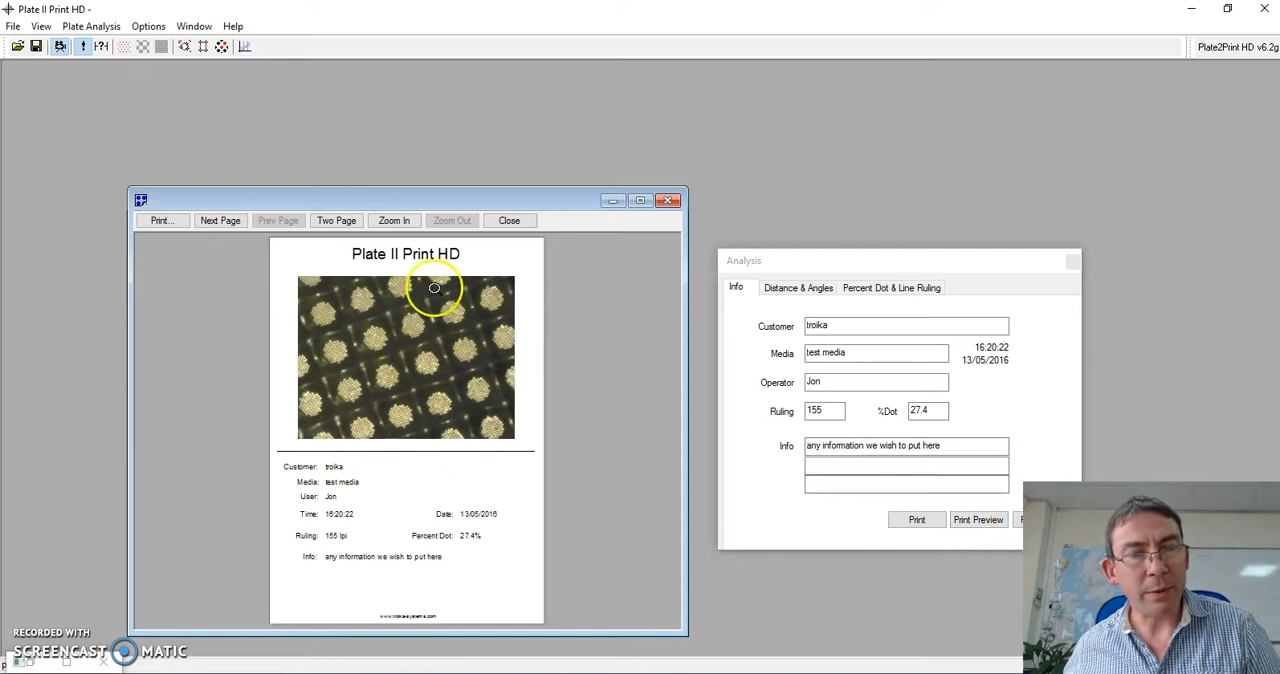 Plate II Print HD -
File View Plate Analysis Options Window Help
Plate2Print HD v6.2g
Print... Next Page Prev Page Two Page Zoom In Zoom Out Close
Plate II Print HD
Customer: troika
Media: test media
User: Jon
Time: 16:20:22 Date: 13/05/2016
Ruling: 155 lpi Percent Dot: 27.4%
Info: any information we wish to put here
www.troika-systems.com
Analysis
Info Distance & Angles Percent Dot & Line Ruling
Customer troika
Media test media 16:20:22
13/05/2016
Operator Jon
Ruling 155 %Dot 27.4
Info any information we wish to put here
Print Print Preview
RECORDED WITH
SCREENCAST MATIC